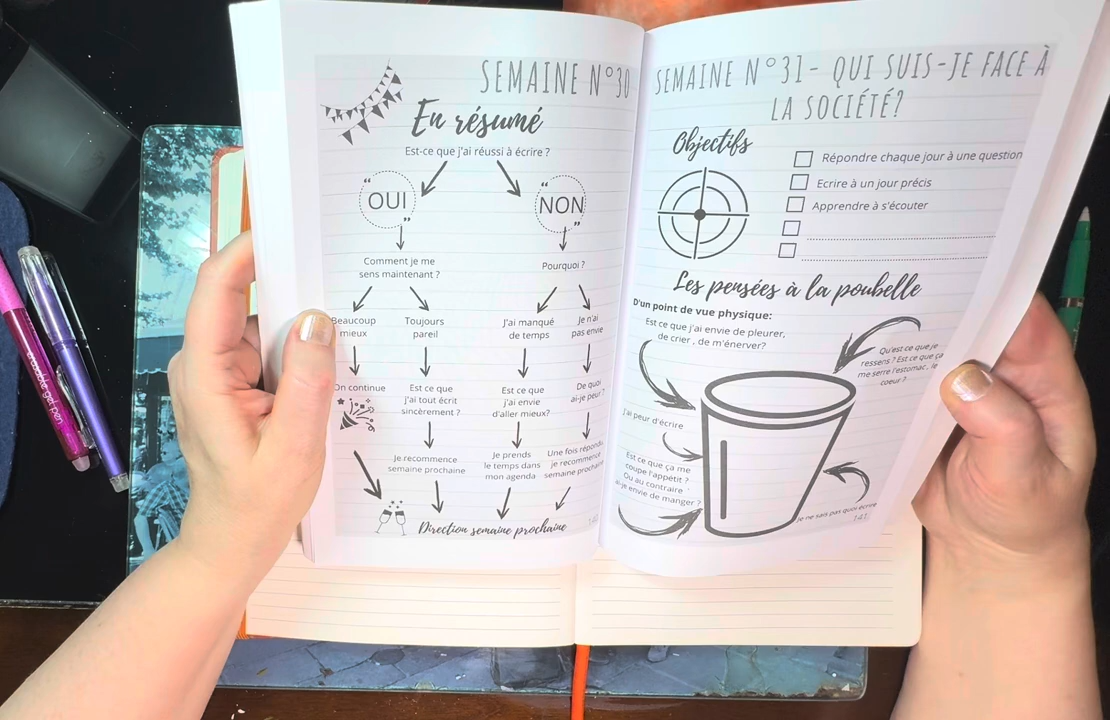 SEMAINE N°30
En résumé
Est-ce que j'ai réussi à écrire ?
“ OUI ”
“ NON ”
Comment je me
sens maintenant ?
Pourquoi ?
Beaucoup
mieux
Toujours
pareil
J'ai manqué
de temps
Je n'ai
pas envie
On continue
Est ce que
j'ai tout écrit
sincèrement ?
Est ce que
j'ai envie
d'aller mieux?
De quoi
ai-je peur ?
Je recommence
semaine prochaine
Je prends
le temps dans
mon agenda
Une fois répondu
je recommence
semaine prochaine
Direction semaine prochaine
SEMAINE N°31- QUI SUIS-JE FACE À
LA SOCIÉTÉ?
Objectifs
Répondre chaque jour à une question
Ecrire à un jour précis
Apprendre à s'écouter
Les pensées à la poubelle
D'un point de vue physique:
Est ce que j'ai envie de pleurer,
de crier , de m'énerver?
Qu'est ce que je
ressens ? Est ce que ça
me serre l'estomac , le
coeur ?
J'ai peur d'écrire
Est ce que ça me
coupe l'appétit ?
Ou au contraire
ai-je envie de manger ?
Je ne sais pas quoi écrire
141
erasable gel pen